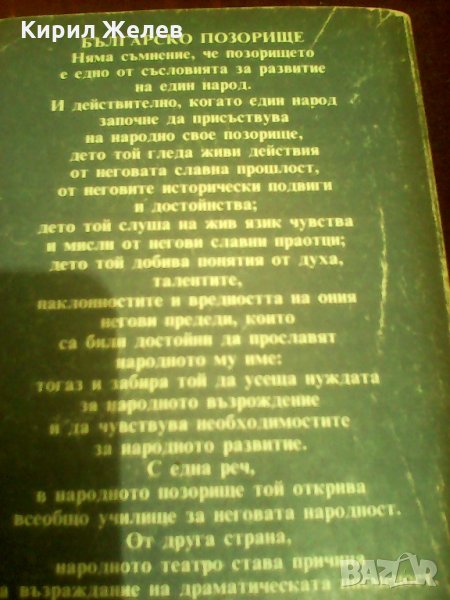 Кирил Желев
БЪЛГАРСКО ПОЗОРИЩЕ
Няма съмнение, че позорището
е едно от съсловията за развитие
на един народ.
И действително, когато един народ
започне да присъствува
на народно свое позорище,
дето той гледа живи действия
от неговата славна прошлост,
от неговите исторически подвиги
и достойнства;
дето той слуша на жив язик чувства
и мисли от негови славни праотци;
дето той добива понятия от духа,
талентите,
наклонностите и вредността на ония
негови предеди, които
са били достойни да прославят
народното му име:
тогаз и забира той да усеща нуждата
за народното възрождение
и да чувствува необходимостите
за народното развитие.
С една реч,
в народното позорище той открива
всеобщо училище за неговата народност.
От друга страна,
народното театро става причина
за възраждане на драматическата
BAZAR